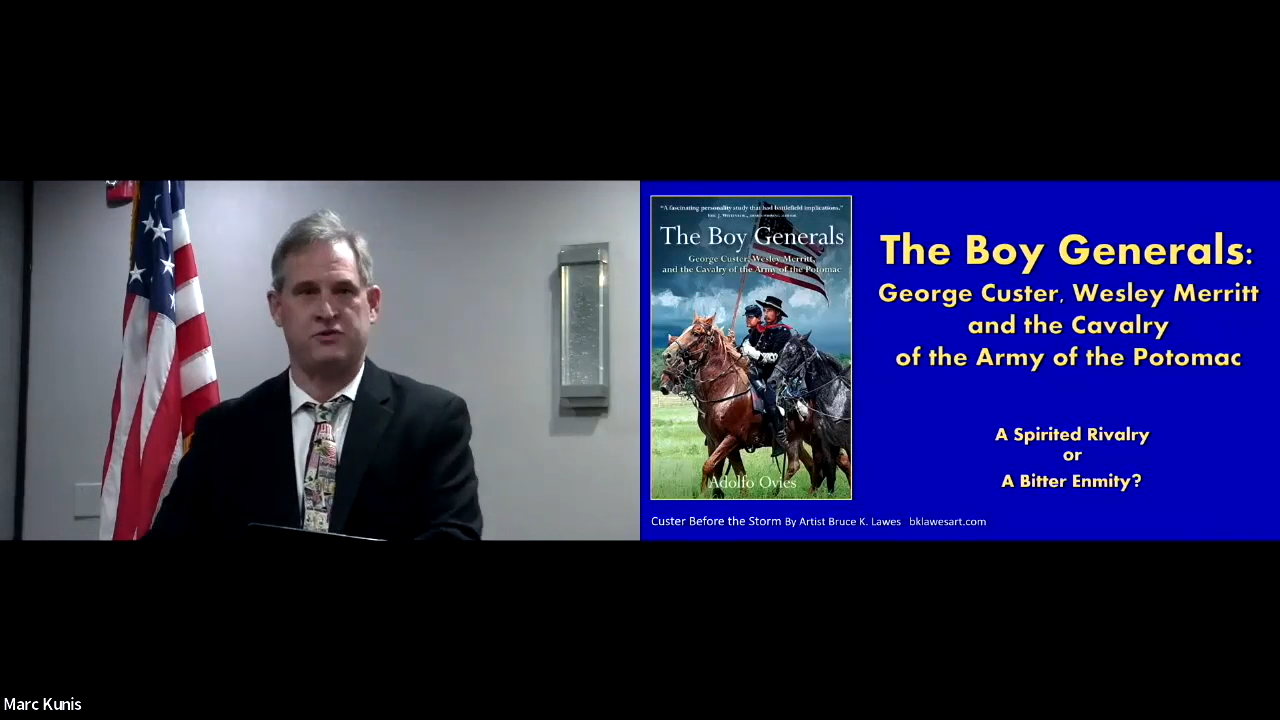 "A fascinating personality study that had battlefield implications."
The Boy Generals
George Custer, Wesley Merritt,
and the Cavalry of the Army of the Potomac
Adolfo Ovies
The Boy Generals:
George Custer, Wesley Merritt
and the Cavalry
of the Army of the Potomac
A Spirited Rivalry
or
A Bitter Enmity?
Custer Before the Storm By Artist Bruce K. Lawes bklawesart.com
Marc Kunis